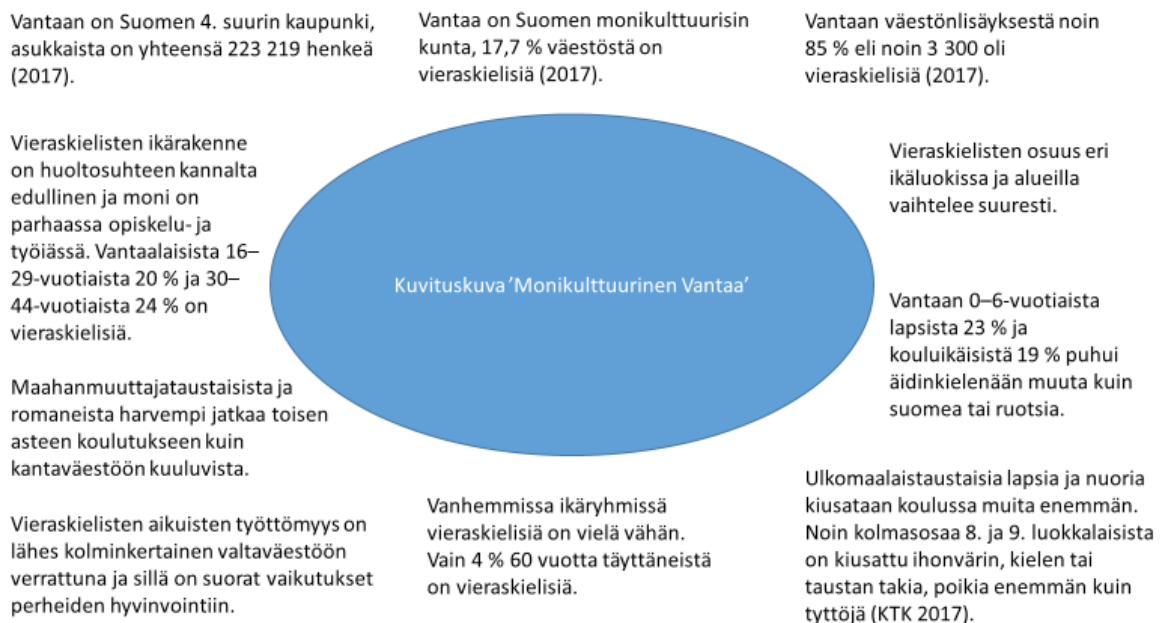 Vantaan on Suomen 4. suurin kaupunki,
asukkaista on yhteensä 223 219 henkeä
(2017).
Vantaa on Suomen monikulttuurisin
kunta, 17,7 % väestöstä on
vieraskielisiä (2017).
Vantaan väestönlisäyksestä noin
85 % eli noin 3 300 oli
vieraskielisiä (2017).
Vieraskielisten ikärakenne
on huoltosuhteen kannalta
edullinen ja moni on
parhaassa opiskelu- ja
työiässä. Vantaalaisista 16–
29-vuotiaista 20 % ja 30–
44-vuotiaista 24 % on
vieraskielisiä.
Kuvituskuva ’Monikulttuurinen Vantaa’
Vieraskielisten osuus eri
ikäluokissa ja alueilla
vaihtelee suuresti.
Vantaan 0–6-vuotiaista
lapsista 23 % ja
kouluikäisistä 19 % puhui
äidinkielenään muuta kuin
suomea tai ruotsia.
Maahanmuuttajataustaisista ja
romaneista harvempi jatkaa toisen
asteen koulutukseen kuin
kantaväestöön kuuluvista.
Vieraskielisten aikuisten työttömyys on
lähes kolminkertainen valtaväestöön
verrattuna ja sillä on suorat vaikutukset
perheiden hyvinvointiin.
Vanhemmissa ikäryhmissä
vieraskielisiä on vielä vähän.
Vain 4 % 60 vuotta täyttäneistä
on vieraskielisiä.
Ulkomaalaistaustaisia lapsia ja nuoria
kiusataan koulussa muita enemmän.
Noin kolmasosaa 8. ja 9. luokkalaisista
on kiusattu ihonvärin, kielen tai
taustan takia, poikia enemmän kuin
tyttöjä (KTK 2017).